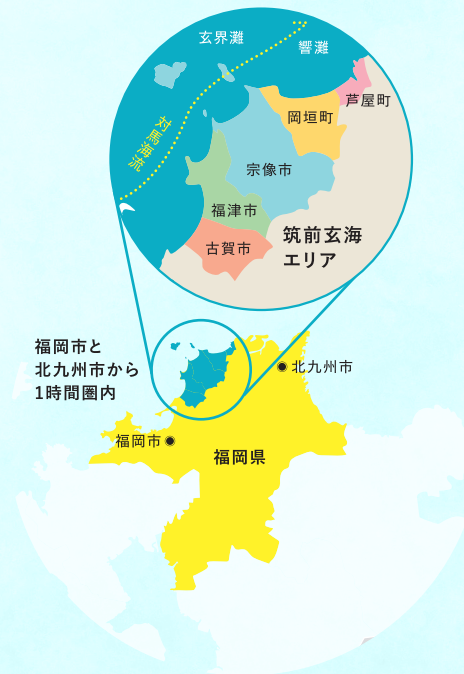 玄界灘
響灘
対馬海流
芦屋町
岡垣町
宗像市
福津市
古賀市
筑前玄海
エリア
福岡市と
北九州市から
1時間圏内
北九州市
福岡市
福岡県